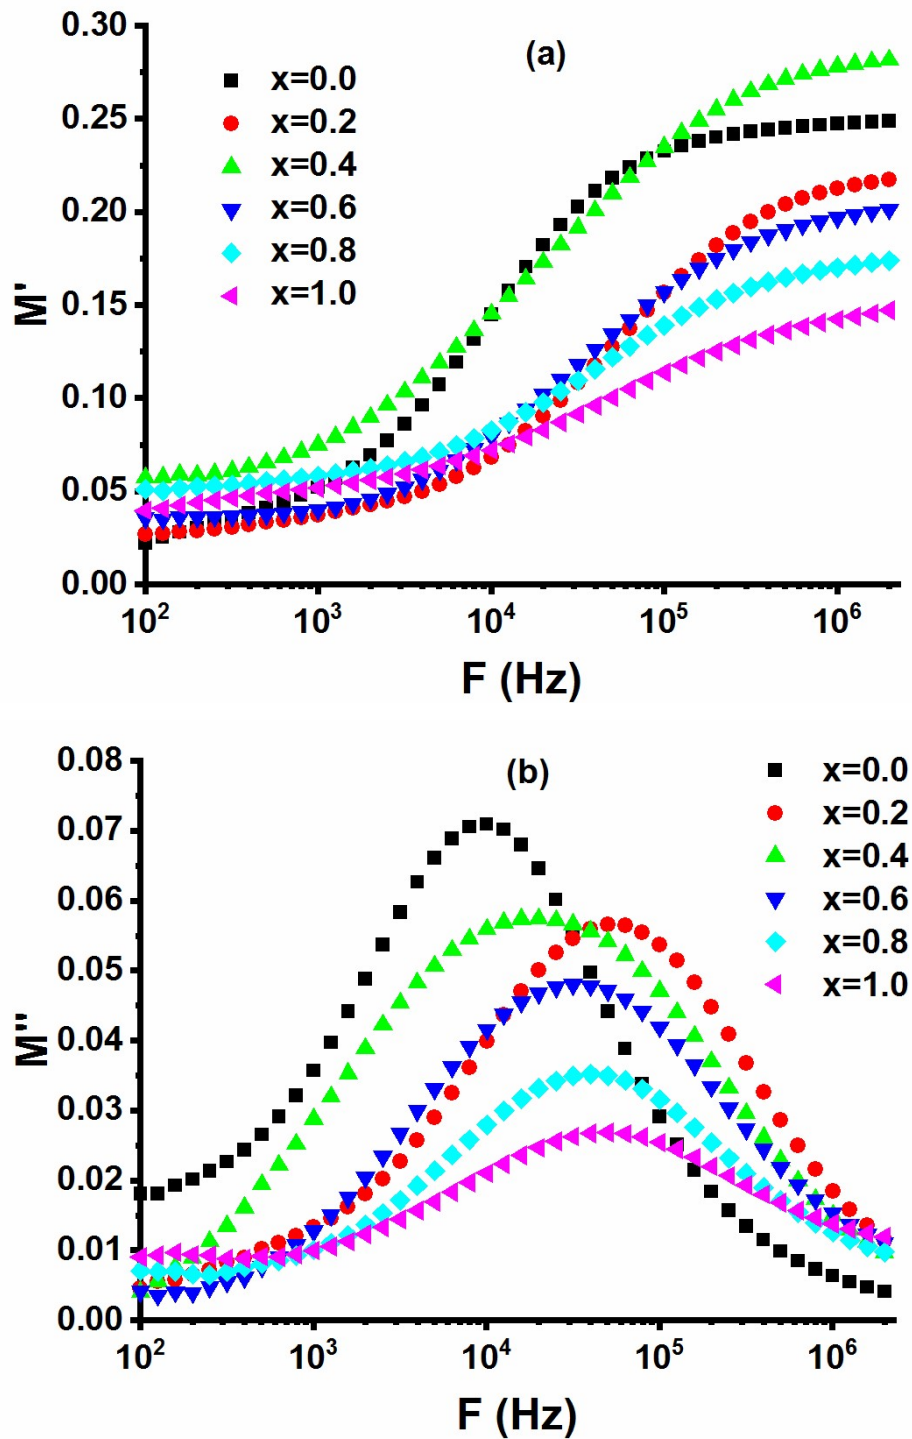 (a)
0.30
0.25
0.20
0.15
0.10
0.05
0.00
M'
x=0.0
x=0.2
x=0.4
x=0.6
x=0.8
x=1.0
10² 10³ 10⁴ 10⁵ 10⁶
F (Hz)
(b)
0.08
0.07
0.06
0.05
0.04
0.03
0.02
0.01
0.00
M''
x=0.0
x=0.2
x=0.4
x=0.6
x=0.8
x=1.0
10² 10³ 10⁴ 10⁵ 10⁶
F (Hz)